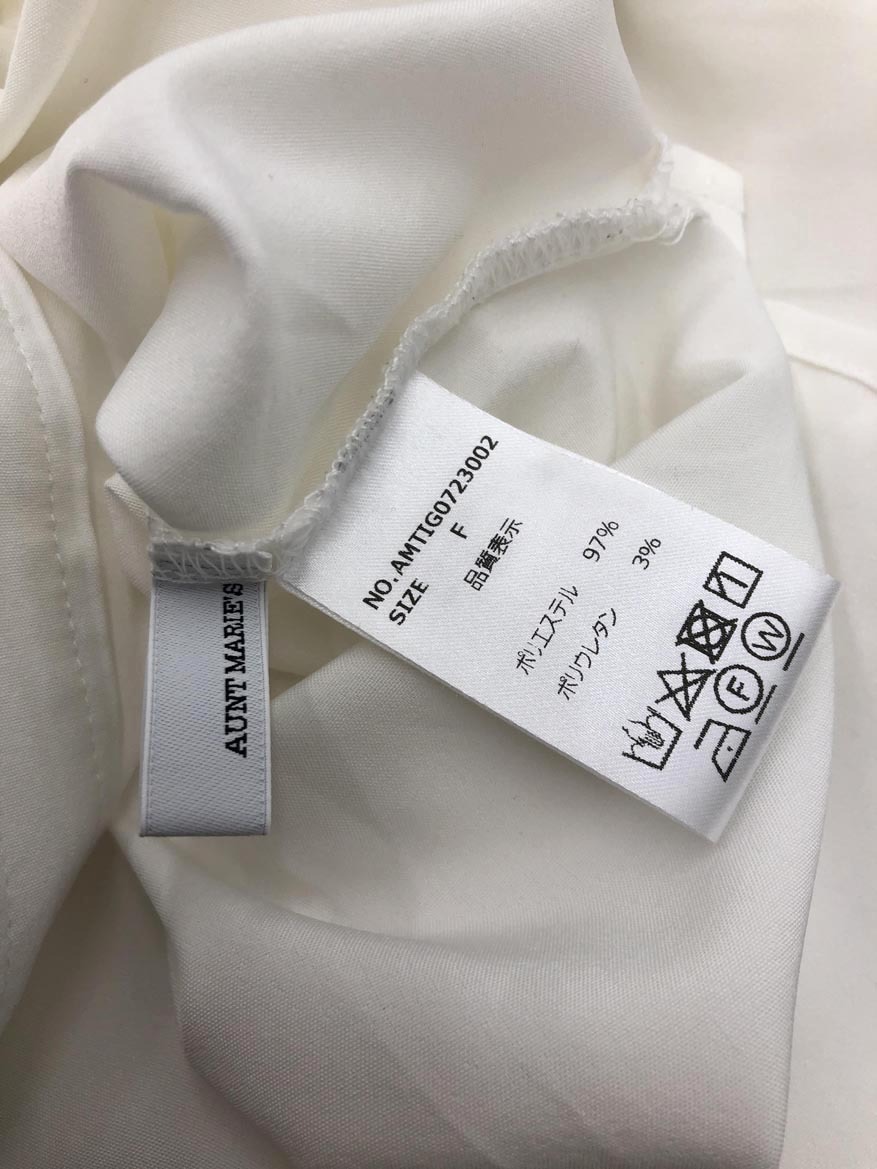 NO.AMTIG0723002
SIZE F
品質表示
ポリエステル 97%
ポリウレタン 3%
F
W
AUNT MARIE'S